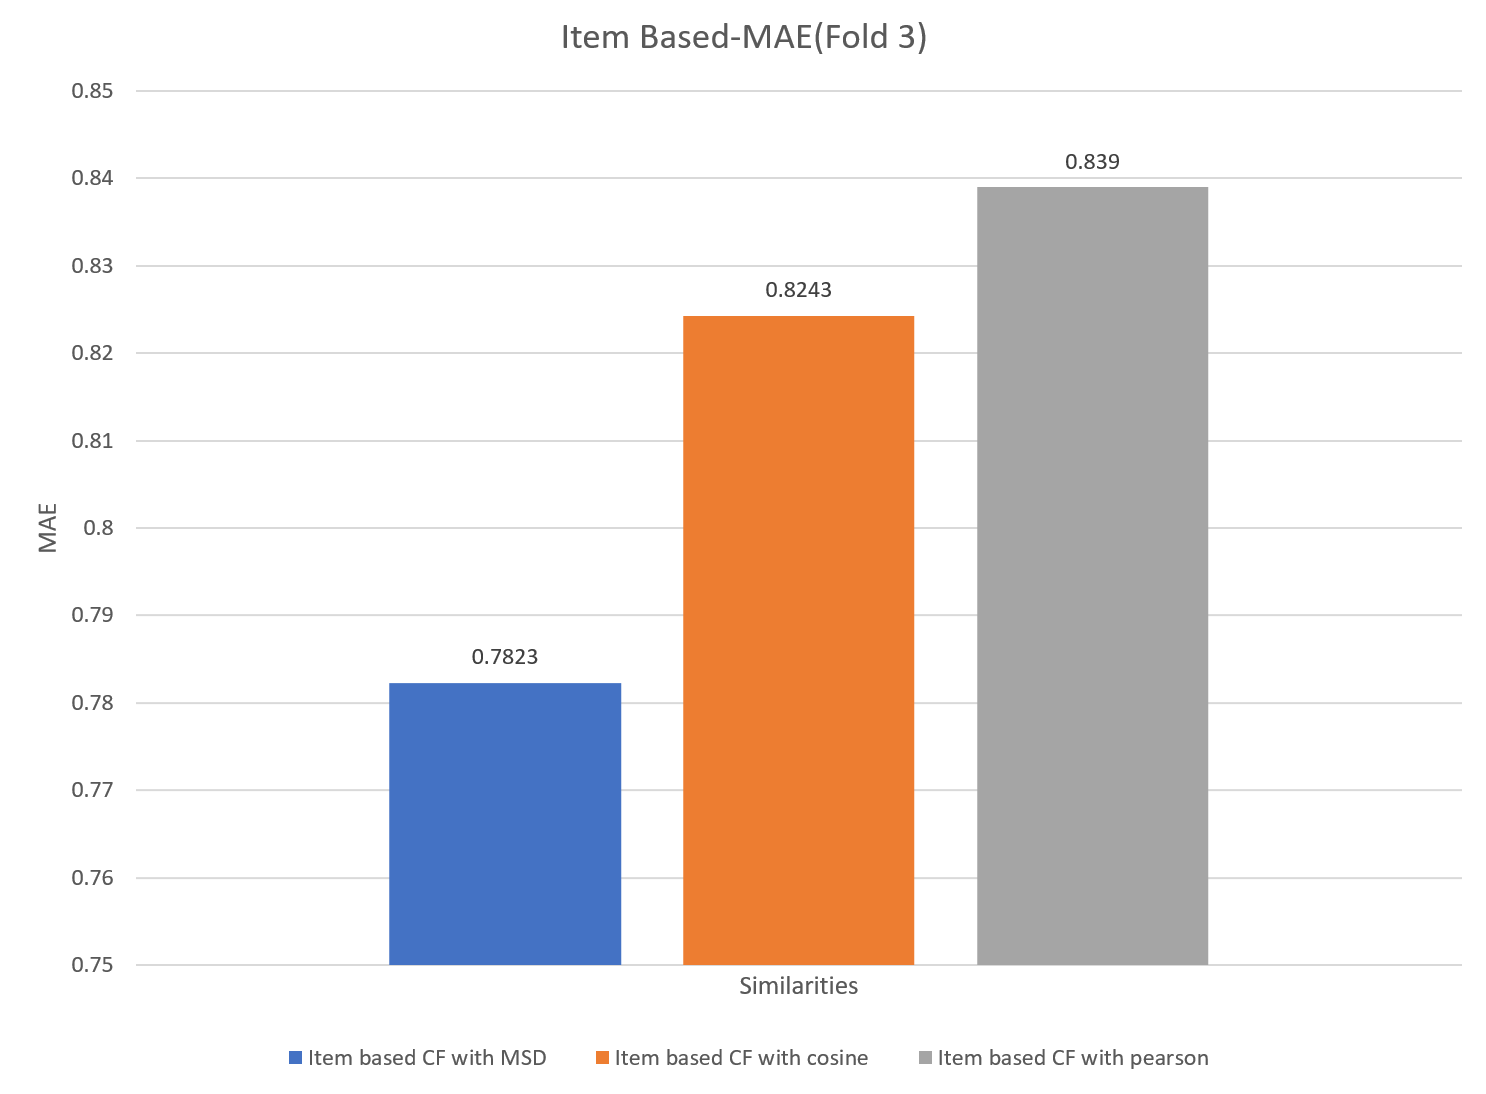 Item Based-MAE(Fold 3)
0.85
0.84
0.83
0.82
0.81
0.8
0.79
0.78
0.77
0.76
0.75
MAE
0.7823
0.8243
0.839
Similarities
Item based CF with MSD
Item based CF with cosine
Item based CF with pearson